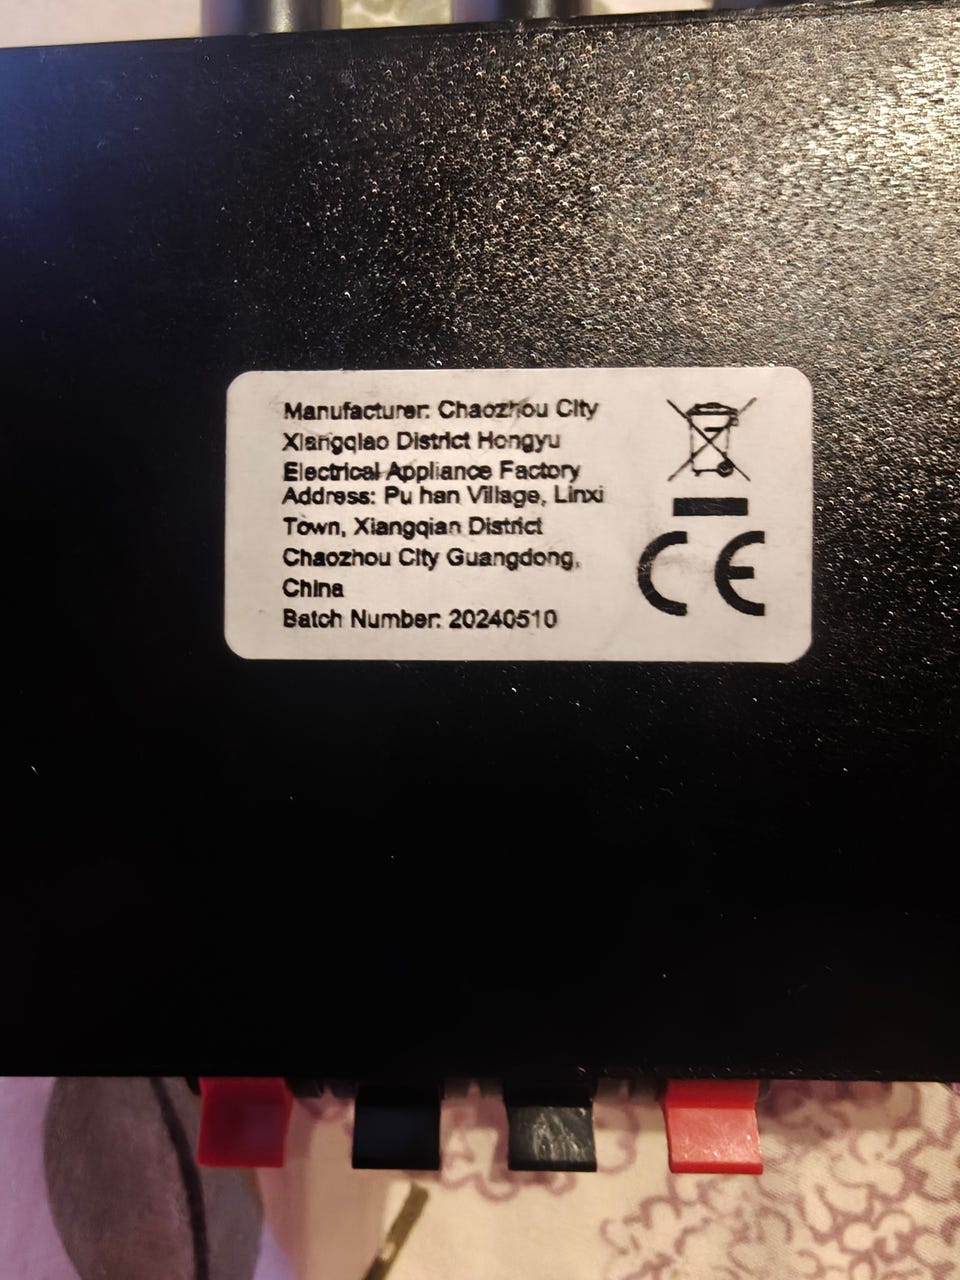 Manufacturer: Chaozhou City
Xiangqiao District Hongyu
Electrical Appliance Factory
Address: Pu han Village, Linxi
Town, Xiangqian District
Chaozhou City Guangdong,
China
Batch Number: 20240510
CE